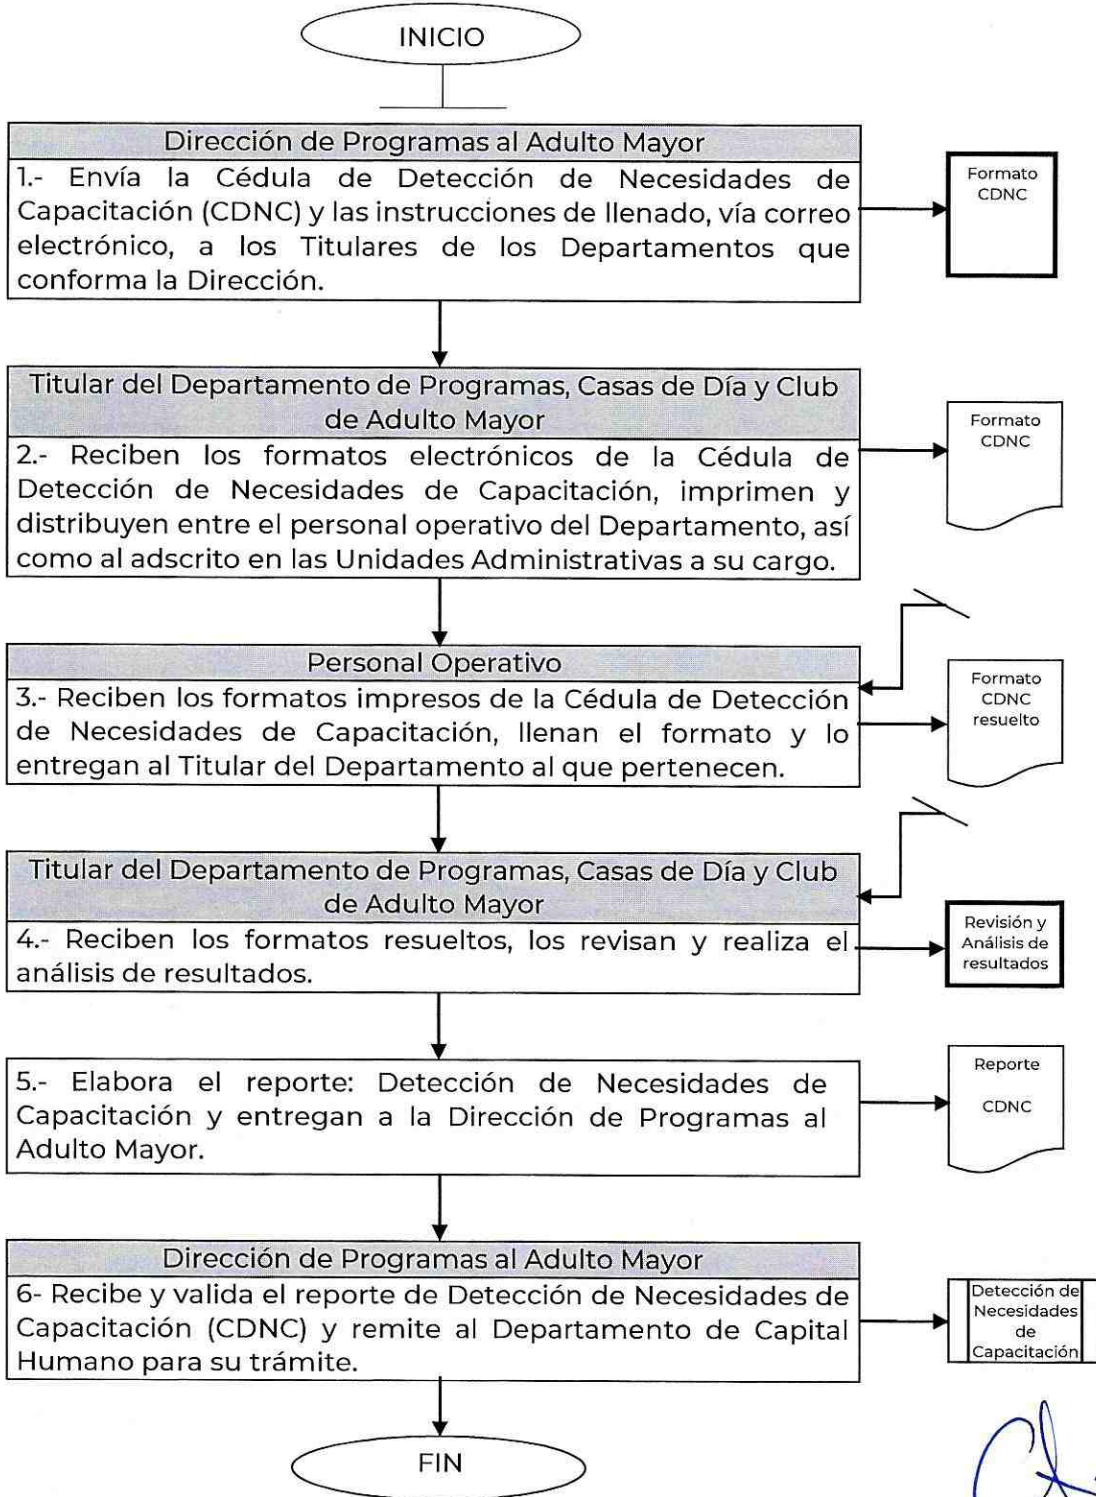 INICIO
Dirección de Programas al Adulto Mayor
1.- Envía la Cédula de Detección de Necesidades de
Capacitación (CDNC) y las instrucciones de llenado, vía correo
electrónico, a los Titulares de los Departamentos que
conforma la Dirección.
Formato
CDNC
Titular del Departamento de Programas, Casas de Día y Club
de Adulto Mayor
2.- Reciben los formatos electrónicos de la Cédula de
Detección de Necesidades de Capacitación, imprimen y
distribuyen entre el personal operativo del Departamento, así
como al adscrito en las Unidades Administrativas a su cargo.
Formato
CDNC
Personal Operativo
3.- Reciben los formatos impresos de la Cédula de Detección
de Necesidades de Capacitación, llenan el formato y lo
entregan al Titular del Departamento al que pertenecen.
Formato
CDNC
resuelto
Titular del Departamento de Programas, Casas de Día y Club
de Adulto Mayor
4.- Reciben los formatos resueltos, los revisan y realiza el
análisis de resultados.
Revisión y
Análisis de
resultados
5.- Elabora el reporte: Detección de Necesidades de
Capacitación y entregan a la Dirección de Programas al
Adulto Mayor.
Reporte
CDNC
Dirección de Programas al Adulto Mayor
6- Recibe y valida el reporte de Detección de Necesidades de
Capacitación (CDNC) y remite al Departamento de Capital
Humano para su trámite.
Detección de
Necesidades
de
Capacitación
FIN